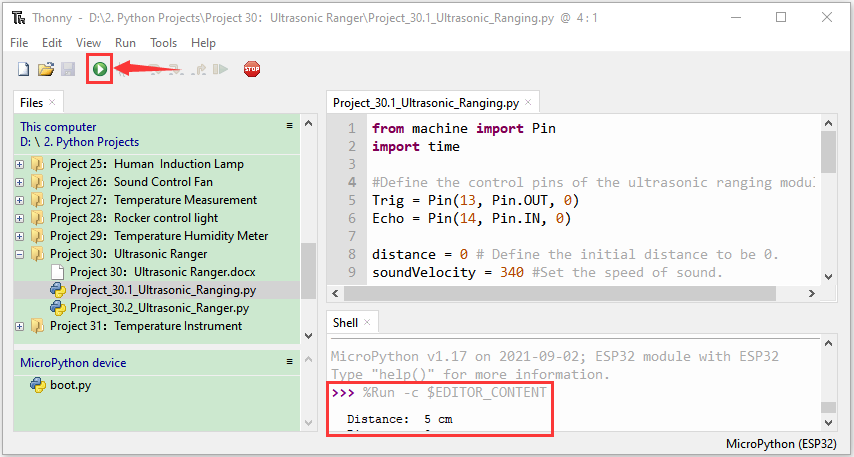 Thonny - D:\2. Python Projects\Project 30：Ultrasonic Ranger\Project_30.1_Ultrasonic_Ranging.py @ 4 : 1
File Edit View Run Tools Help
STOP
Files
This computer
D: \ 2. Python Projects
Project 25：Human Induction Lamp
Project 26：Sound Control Fan
Project 27：Temperature Measurement
Project 28：Rocker control light
Project 29：Temperature Humidity Meter
Project 30：Ultrasonic Ranger
Project 30：Ultrasonic Ranger.docx
Project_30.1_Ultrasonic_Ranging.py
Project_30.2_Ultrasonic_Ranger.py
Project 31：Temperature Instrument
MicroPython device
boot.py
Project_30.1_Ultrasonic_Ranging.py
1 from machine import Pin
2 import time
3
4 #Define the control pins of the ultrasonic ranging modul
5 Trig = Pin(13, Pin.OUT, 0)
6 Echo = Pin(14, Pin.IN, 0)
7
8 distance = 0 # Define the initial distance to be 0.
9 soundVelocity = 340 #Set the speed of sound.
Shell
MicroPython v1.17 on 2021-09-02; ESP32 module with ESP32
Type "help()" for more information.
>>> %Run -c $EDITOR_CONTENT
Distance: 5 cm
MicroPython (ESP32)